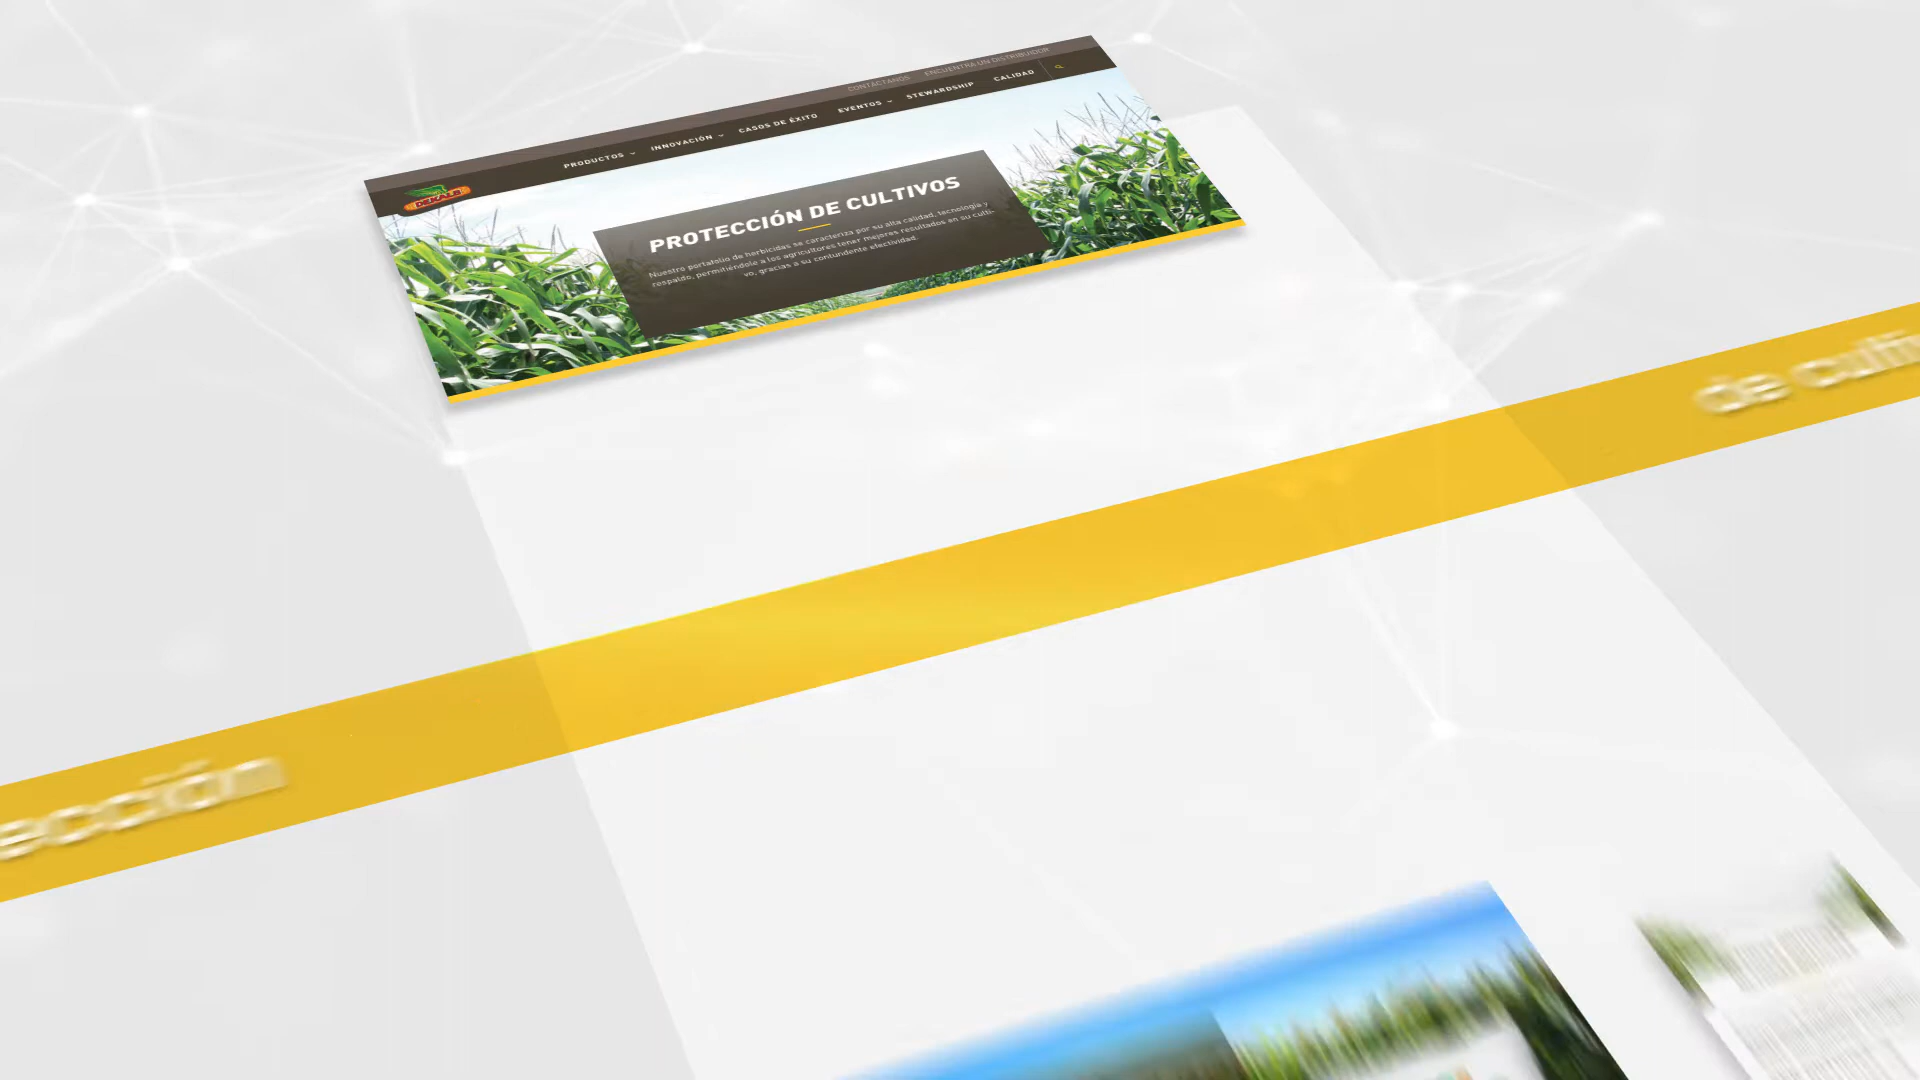 CONTÁCTANOS ENCUENTRA UN DISTRIBUIDOR
PRODUCTOS INNOVACIÓN CASOS DE ÉXITO EVENTOS STEWARDSHIP CALIDAD
DEKALB
PROTECCIÓN DE CULTIVOS
Nuestro portafolio de herbicidas se caracteriza por su alta calidad, tecnología y
respaldo, permitiéndole a los agricultores tener mejores resultados en su culti-
vo, gracias a su contundente efectividad.
ección
de culti